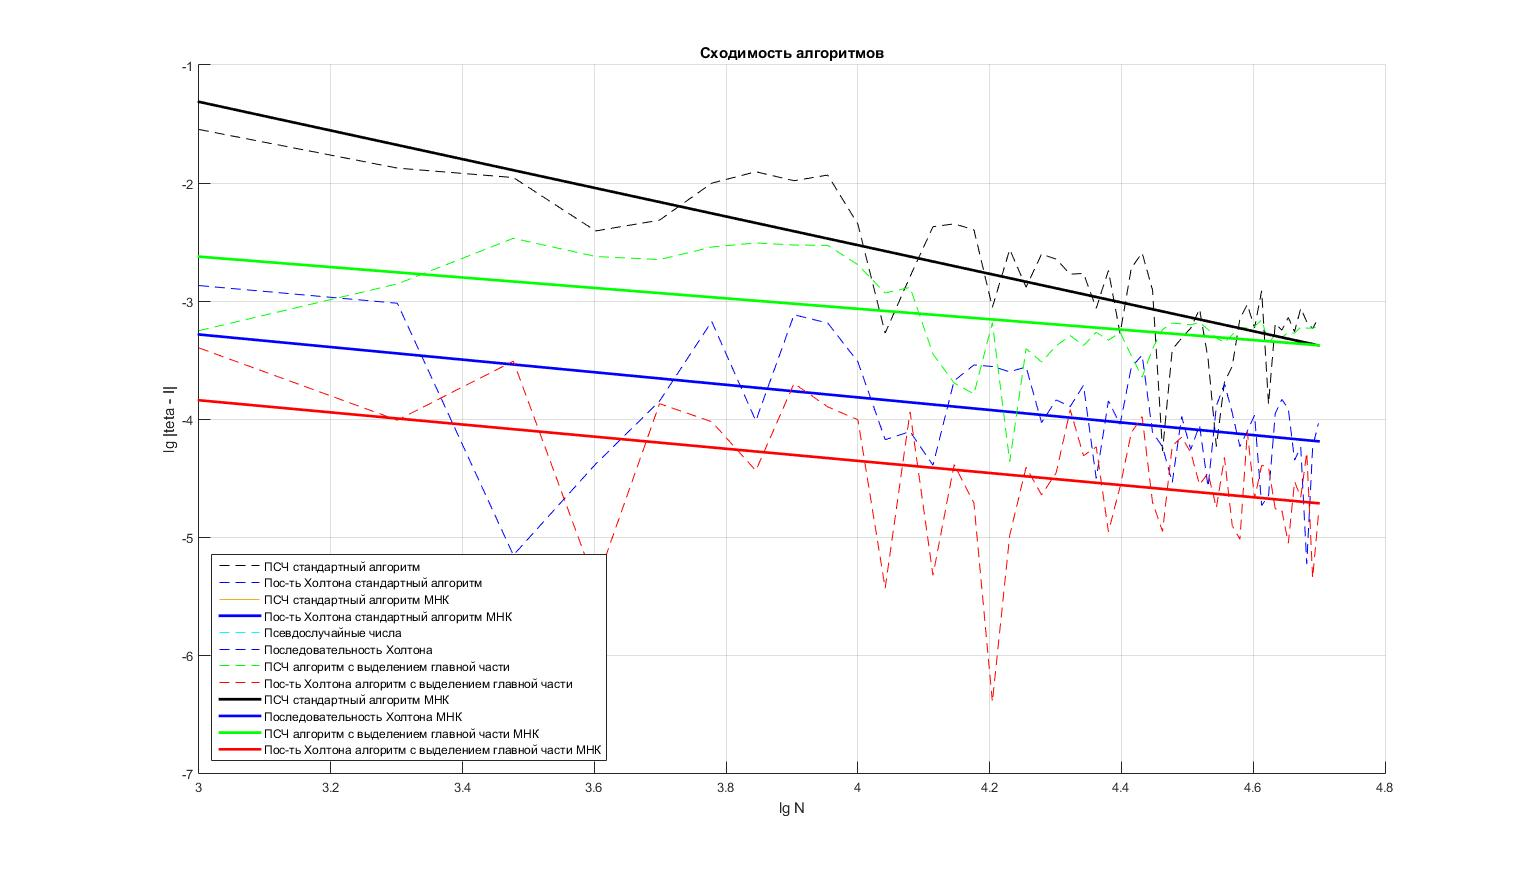 Сходимость алгоритмов
-1
-2
-3
-4
-5
-6
-7
lg |teta - I|
ПСЧ стандартный алгоритм
Пос-ть Холтона стандартный алгоритм
ПСЧ стандартный алгоритм МНК
Пос-ть Холтона стандартный алгоритм МНК
Псевдослучайные числа
Последовательность Холтона
ПСЧ алгоритм с выделением главной части
Пос-ть Холтона алгоритм с выделением главной части
ПСЧ стандартный алгоритм МНК
Последовательность Холтона МНК
ПСЧ алгоритм с выделением главной части МНК
Пос-ть Холтона алгоритм с выделением главной части МНК
3 3.2 3.4 3.6 3.8 4 4.2 4.4 4.6 4.8
lg N